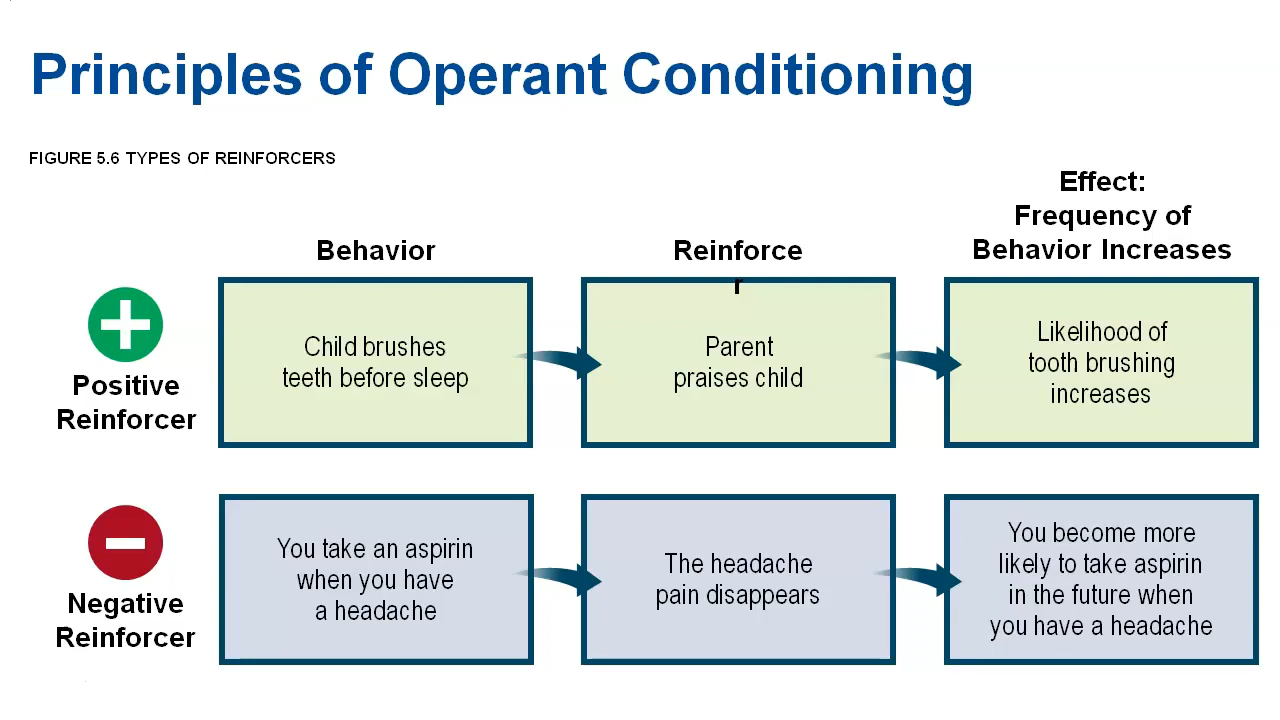 Principles of Operant Conditioning
FIGURE 5.6 TYPES OF REINFORCERS
Behavior
Reinforce
r
Effect:
Frequency of
Behavior Increases
Positive
Reinforcer
Child brushes
teeth before sleep
Parent
praises child
Likelihood of
tooth brushing
increases
Negative
Reinforcer
You take an aspirin
when you have
a headache
The headache
pain disappears
You become more
likely to take aspirin
in the future when
you have a headache